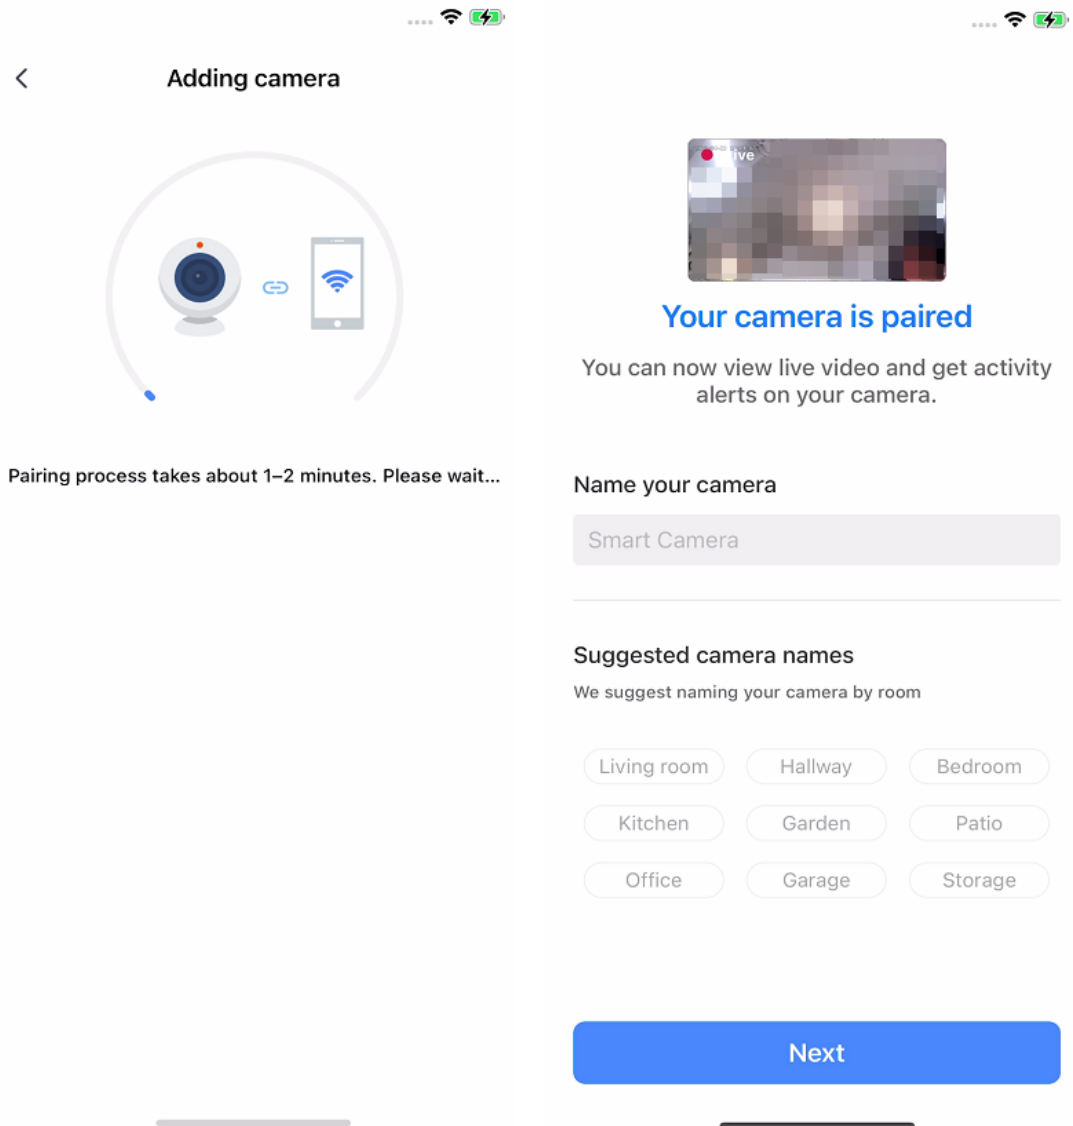 Adding camera
Pairing process takes about 1–2 minutes. Please wait...
Your camera is paired
You can now view live video and get activity
alerts on your camera.
Name your camera
Smart Camera
Suggested camera names
We suggest naming your camera by room
Living room
Hallway
Bedroom
Kitchen
Garden
Patio
Office
Garage
Storage
Next